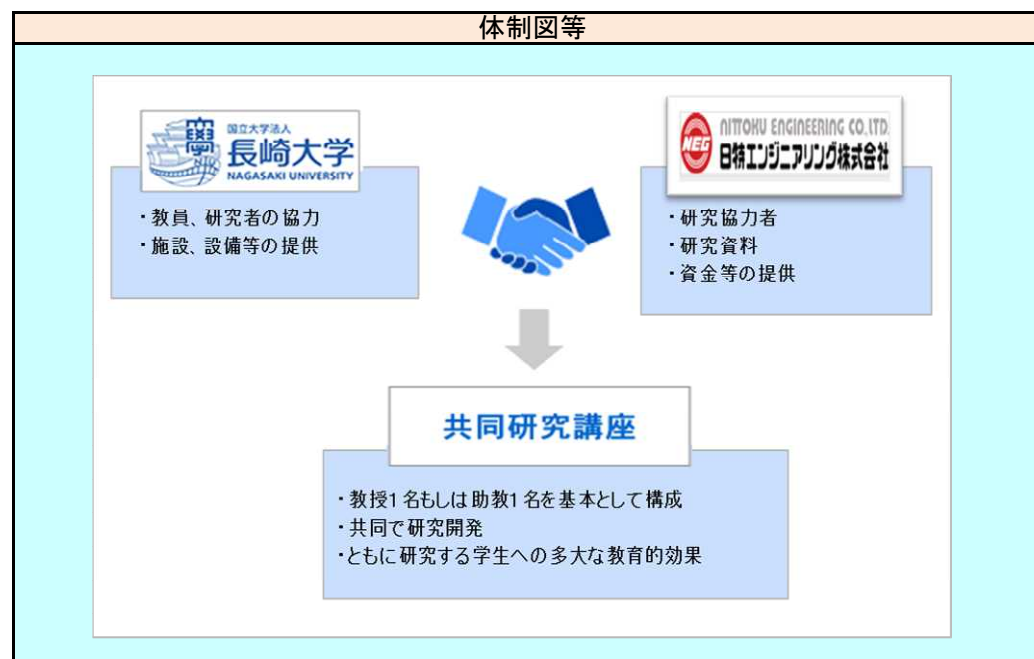 体制図等
國立大学法人
長崎大学
NAGASAKI UNIVERSITY
・教員、研究者の協力
・施設、設備等の提供
NEG
NITTOKU ENGINEERING CO.,LTD.
日特エンジニアリング株式会社
・研究協力者
・研究資料
・資金等の提供
共同研究講座
・教授1名もしは助教1名を基本として構成
・共同で研究開発
・ともに研究する学生への多大な教育的効果